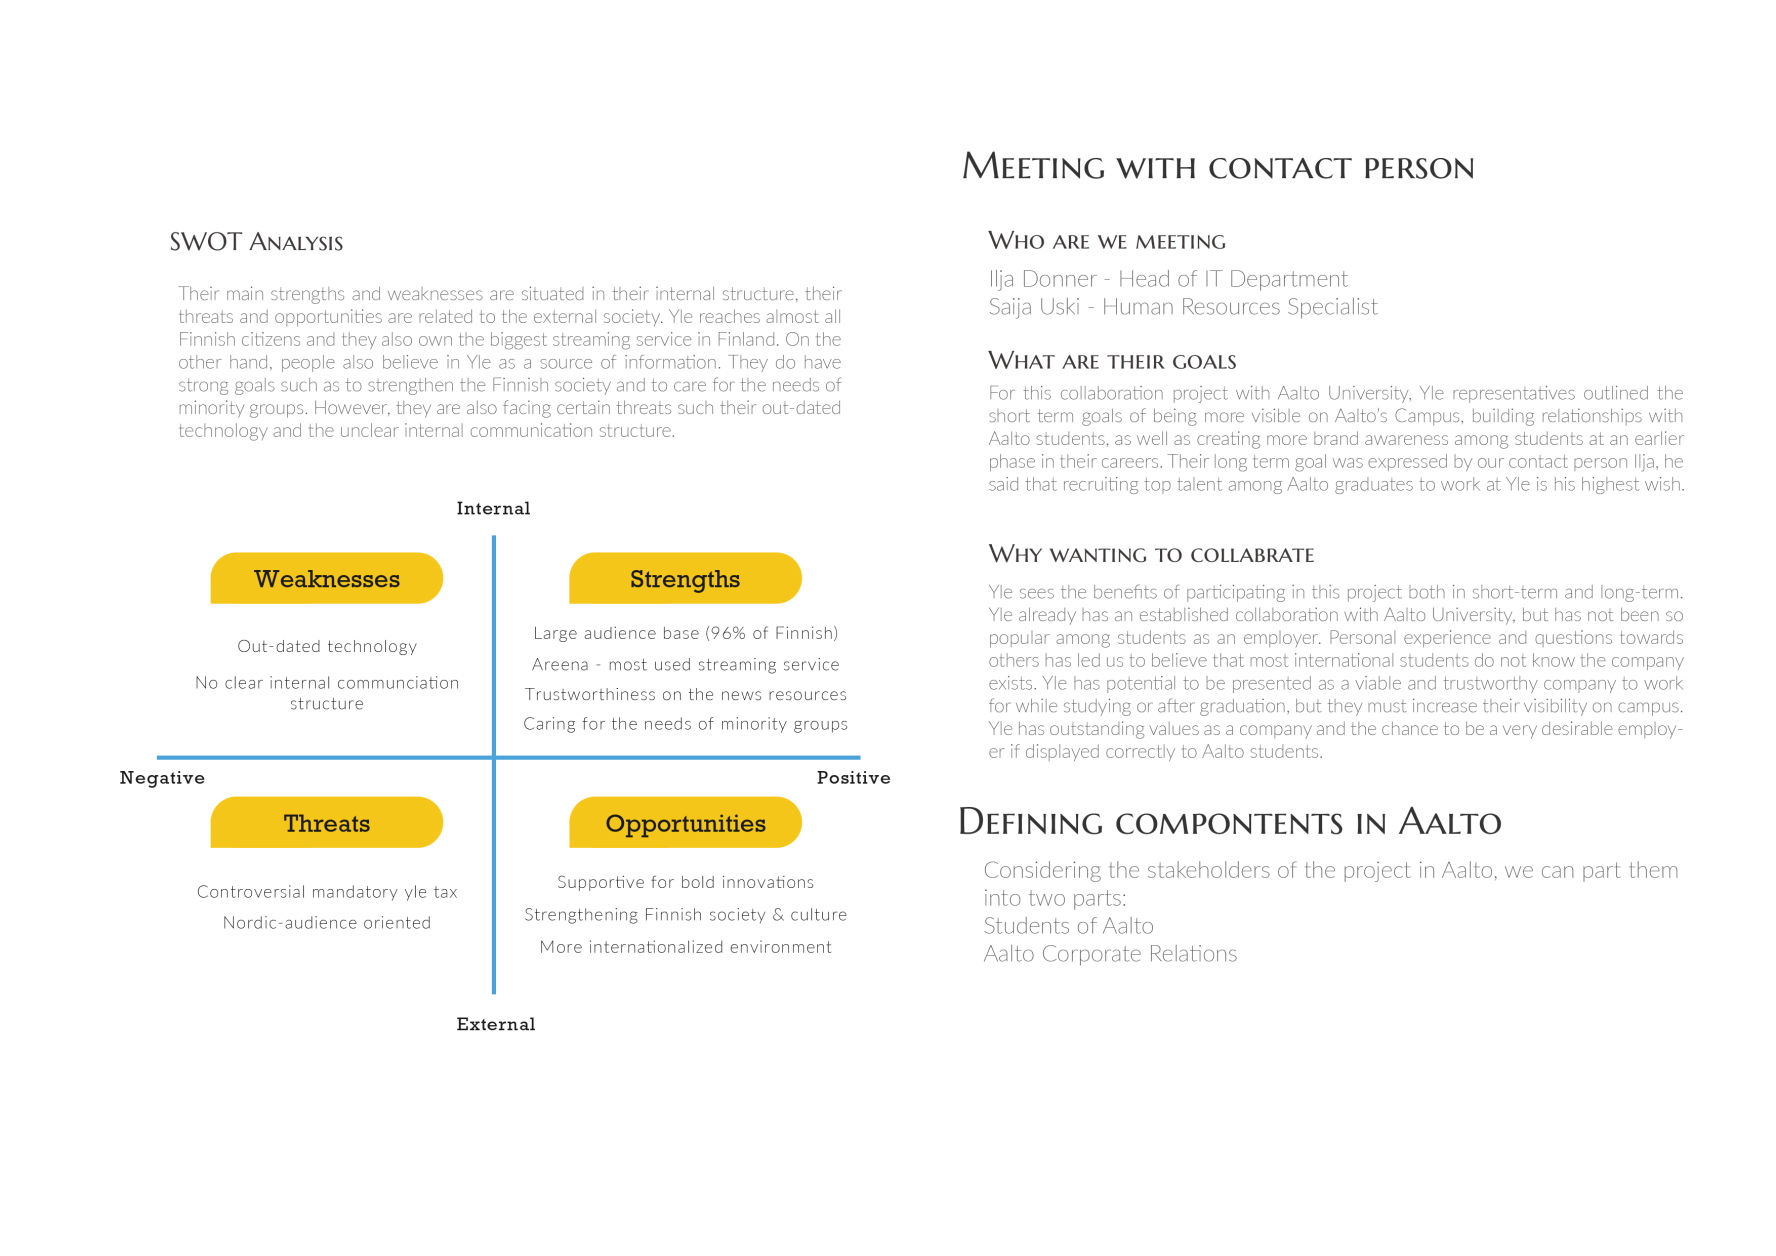 SWOT Analysis
Their main strengths and weaknesses are situated in their internal structure, their
threats and opportunities are related to the external society. Yle reaches almost all
Finnish citizens and they also own the biggest streaming service in Finland. On the
other hand, people also believe in Yle as a source of information. They do have
strong goals such as to strengthen the Finnish society and to care for the needs of
minority groups. However, they are also facing certain threats such their out-dated
technology and the unclear internal communication structure.
Internal
Weaknesses
Out-dated technology
No clear internal communciation
structure
Strengths
Large audience base (96% of Finnish)
Areena - most used streaming service
Trustworthiness on the news resources
Caring for the needs of minority groups
Negative
Positive
Threats
Controversial mandatory yle tax
Nordic-audience oriented
Opportunities
Supportive for bold innovations
Strengthening Finnish society & culture
More internationalized environment
External
Meeting with contact person
Who are we meeting
Ilja Donner - Head of IT Department
Saija Uski - Human Resources Specialist
What are their goals
For this collaboration project with Aalto University, Yle representatives outlined the
short term goals of being more visible on Aalto's Campus, building relationships with
Aalto students, as well as creating more brand awareness among students at an earlier
phase in their careers. Their long term goal was expressed by our contact person Ilja, he
said that recruiting top talent among Aalto graduates to work at Yle is his highest wish.
Why wanting to collabrate
Yle sees the benefits of participating in this project both in short-term and long-term.
Yle already has an established collaboration with Aalto University, but has not been so
popular among students as an employer. Personal experience and questions towards
others has led us to believe that most international students do not know the company
exists. Yle has potential to be presented as a viable and trustworthy company to work
for while studying or after graduation, but they must increase their visibility on campus.
Yle has outstanding values as a company and the chance to be a very desirable employ-
er if displayed correctly to Aalto students.
Defining compontents in Aalto
Considering the stakeholders of the project in Aalto, we can part them
into two parts:
Students of Aalto
Aalto Corporate Relations